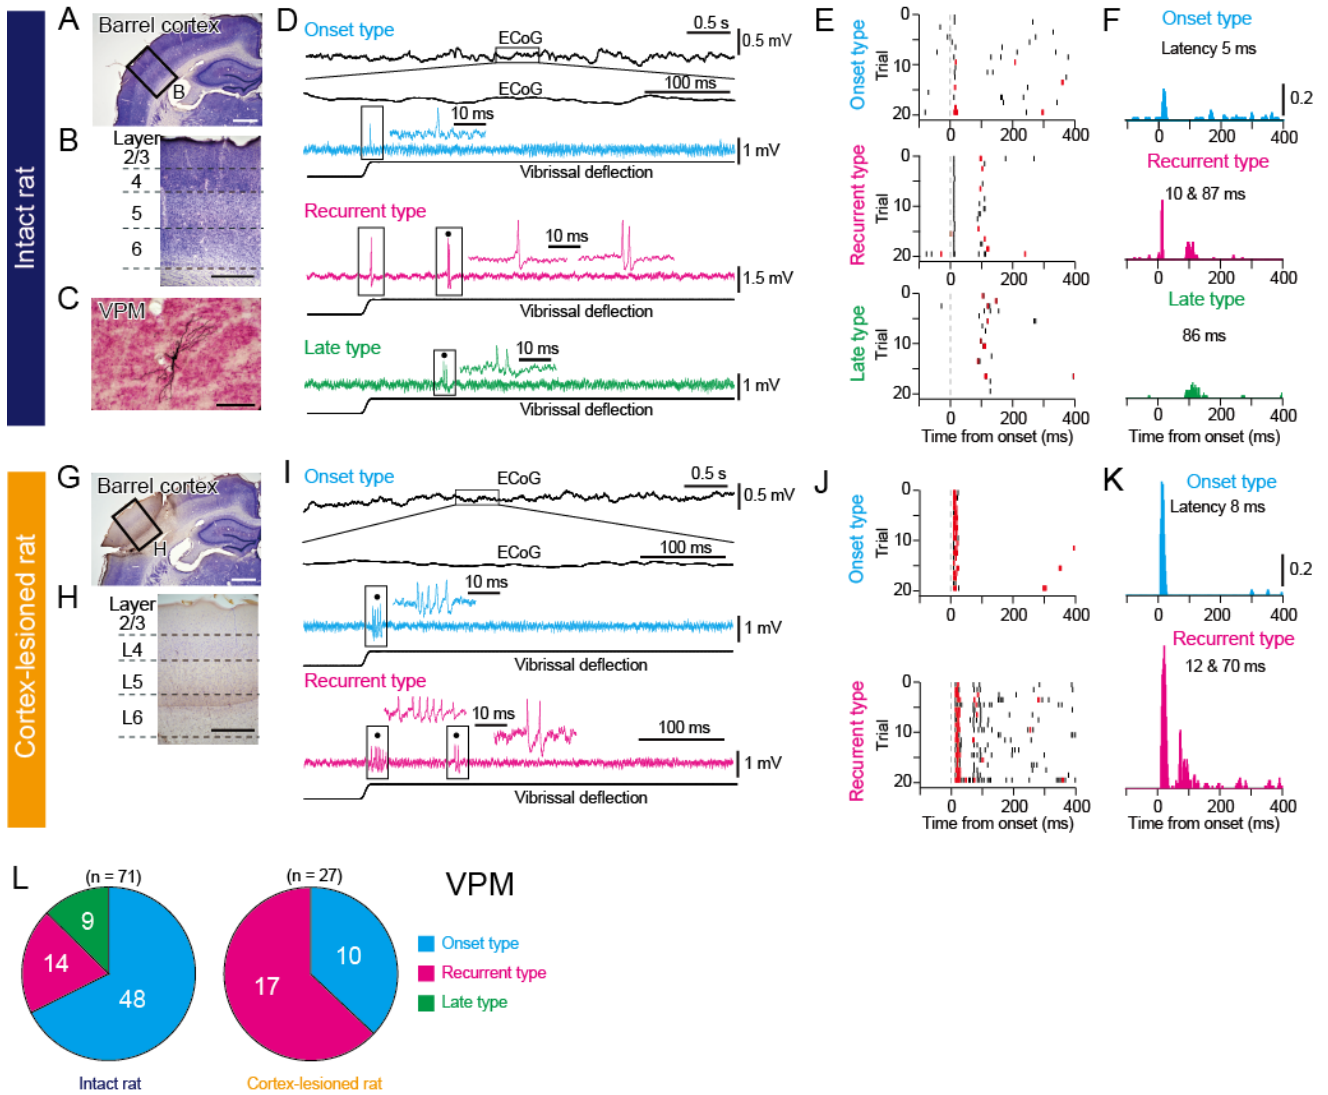 Intact rat
A
Barrel cortex
B
B
Layer
2/3
4
5
6
C
VPM
D
Onset type
ECoG
0.5 s
0.5 mV
ECoG
100 ms
10 ms
1 mV
Vibrissal deflection
Recurrent type
10 ms
1.5 mV
Vibrissal deflection
Late type
10 ms
1 mV
Vibrissal deflection
E
Onset type
Trial
0
10
20
0 200 400
Recurrent type
Trial
0
10
20
0 200 400
Late type
Trial
0
10
20
0 200 400
Time from onset (ms)
F
Onset type
Latency 5 ms
0.2
0 200 400
Recurrent type
10 & 87 ms
0 200 400
Late type
86 ms
0 200 400
Time from onset (ms)
Cortex-lesioned rat
G
Barrel cortex
H
H
Layer
2/3
L4
L5
L6
I
Onset type
ECoG
0.5 s
0.5 mV
ECoG
100 ms
10 ms
1 mV
Vibrissal deflection
Recurrent type
10 ms
100 ms
1 mV
Vibrissal deflection
J
Onset type
Trial
0
10
20
0 200 400
Recurrent type
Trial
0
10
20
0 200 400
Time from onset (ms)
K
Onset type
Latency 8 ms
0.2
0 200 400
Recurrent type
12 & 70 ms
0 200 400
Time from onset (ms)
L
(n = 71)
9
14
48
Intact rat
(n = 27)
10
17
Cortex-lesioned rat
VPM
Onset type
Recurrent type
Late type